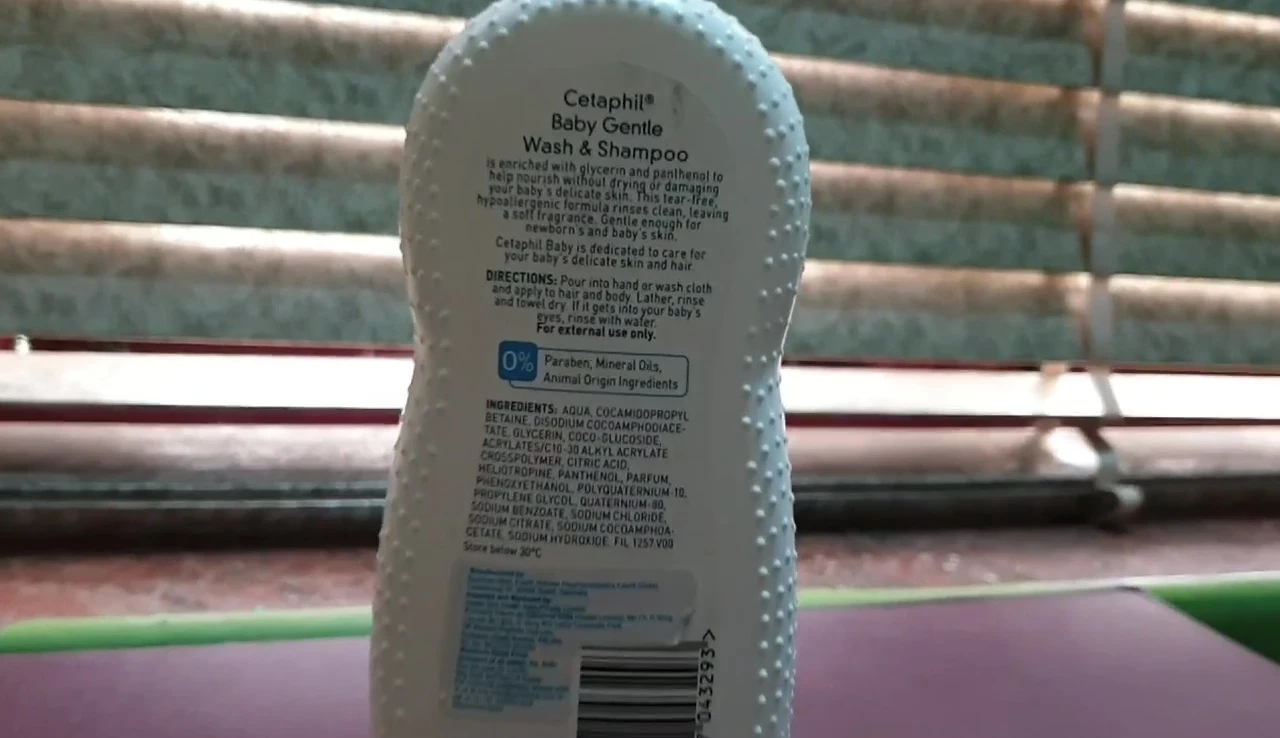 Cetaphil®
Baby Gentle
Wash & Shampoo
is enriched with glycerin and panthenol to
help nourish without drying or damaging
your baby's delicate skin. This tear-free,
hypoallergenic formula rinses clean, leaving
a soft fragrance. Gentle enough for
newborn's and baby's skin.
Cetaphil Baby is dedicated to care for
your baby's delicate skin and hair.
DIRECTIONS: Pour into hand or wash cloth
and apply to hair and body. Lather, rinse
and towel dry. If it gets into your baby's
eyes, rinse with water.
For external use only.
0%
Paraben, Mineral Oils,
Animal Origin Ingredients
INGREDIENTS: AQUA, COCAMIDOPROPYL
BETAINE, DISODIUM COCOAMPHODIACE-
TATE, GLYCERIN, COCO-GLUCOSIDE,
ACRYLATES/C10-30 ALKYL ACRYLATE
CROSSPOLYMER, CITRIC ACID,
HELIOTROPINE, PANTHENOL, PARFUM,
PHENOXYETHANOL, POLYQUATERNIUM-10,
PROPYLENE GLYCOL, QUATERNIUM-80,
SODIUM BENZOATE, SODIUM CHLORIDE,
SODIUM CITRATE, SODIUM COCOAMPHOA-
CETATE, SODIUM HYDROXIDE. FIL 1257.V00
Store below 30°C
043293 >